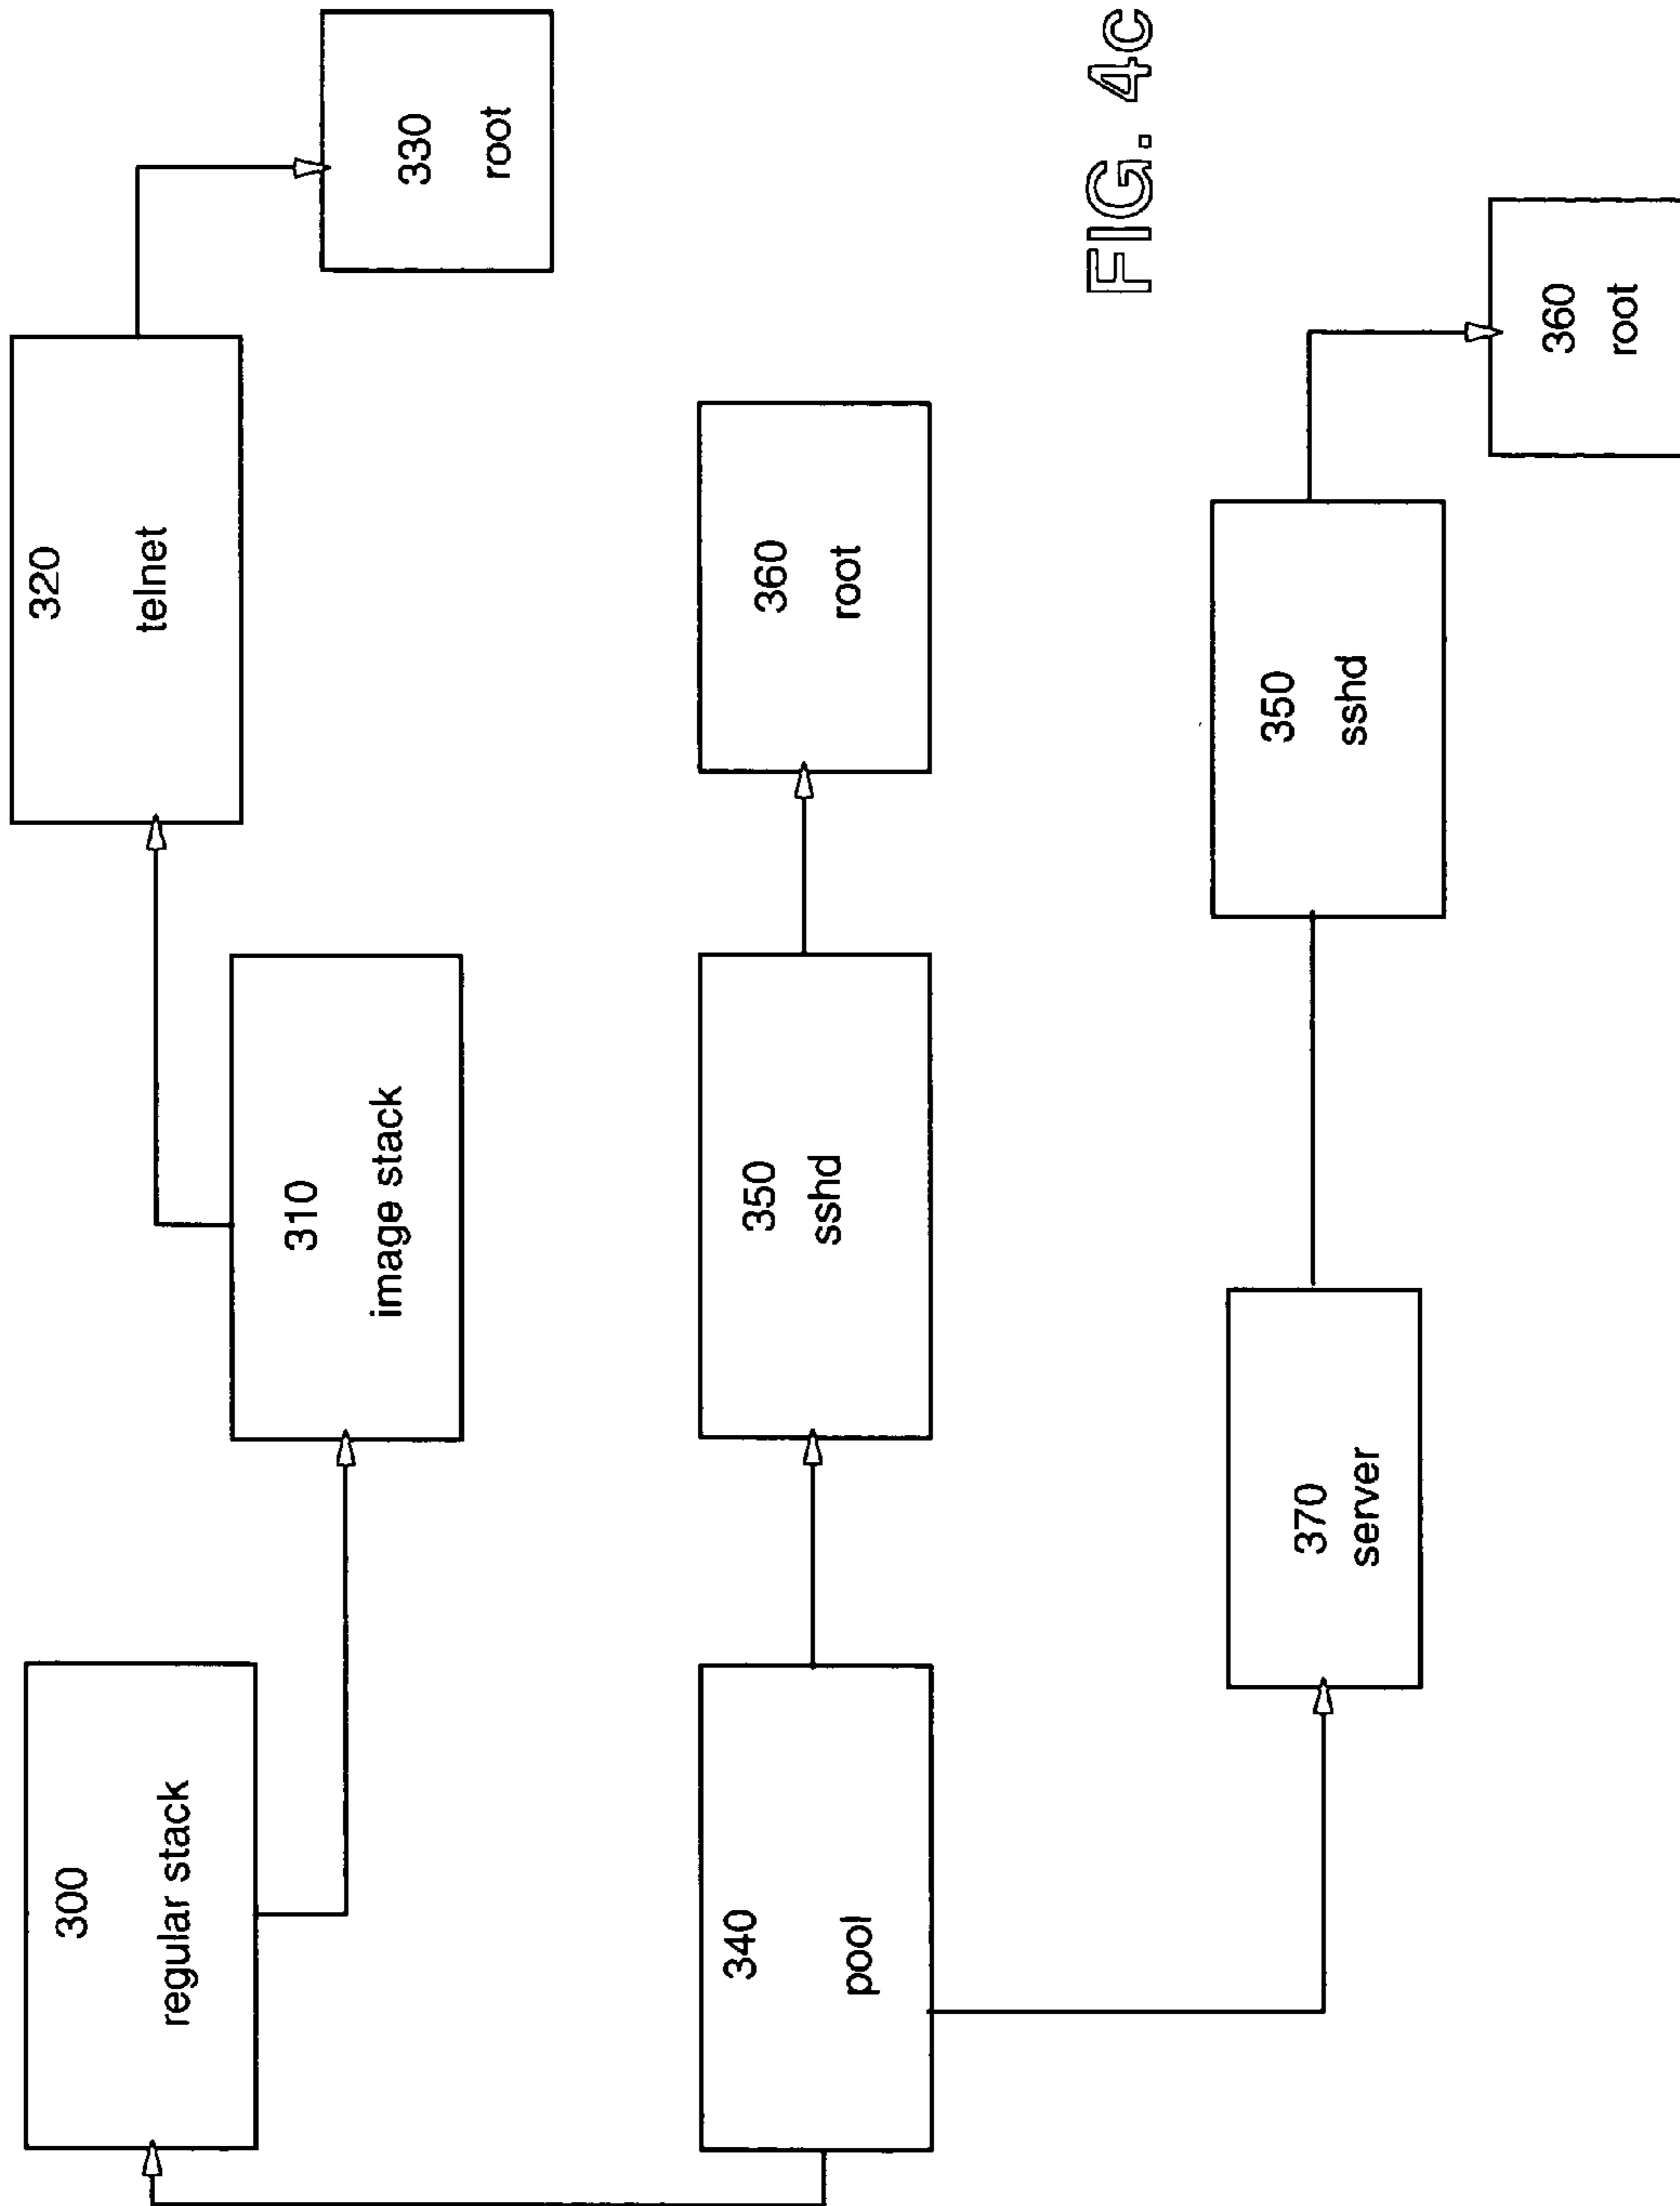 300
regular stack
310
image stack
320
telnet
330
root
340
pool
350
sshd
360
root
370
server
350
sshd
360
root
FIG. 4c